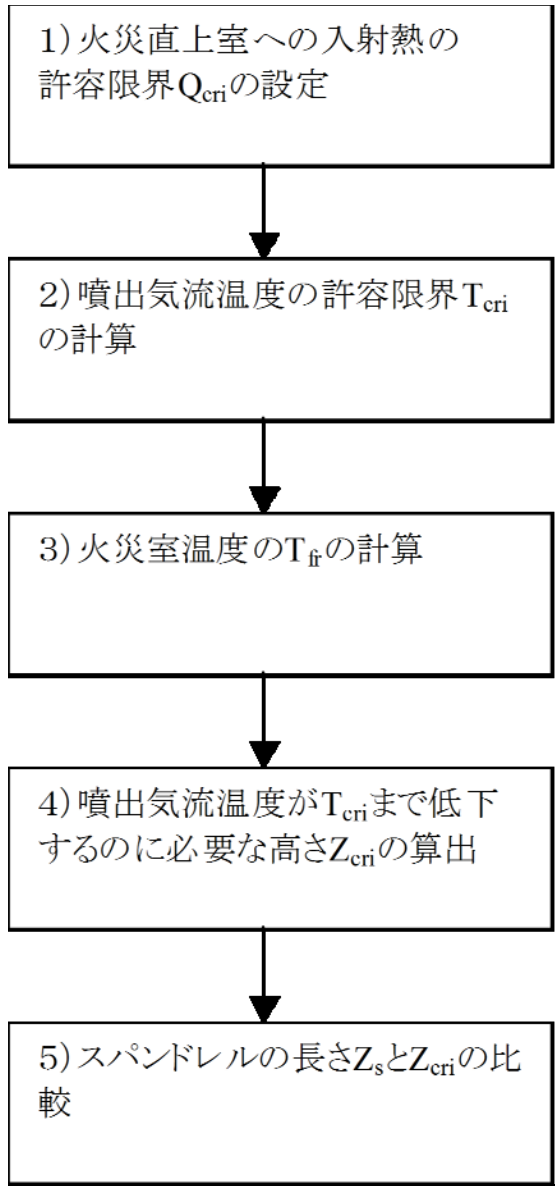 1）火災直上室への入射熱の
許容限界Qcriの設定
2）噴出気流温度の許容限界Tcri
の計算
3）火災室温度のTfrの計算
4）噴出気流温度がTcriまで低下
するのに必要な高さZcriの算出
5）スパンドレルの長さZsとZcriの比
較